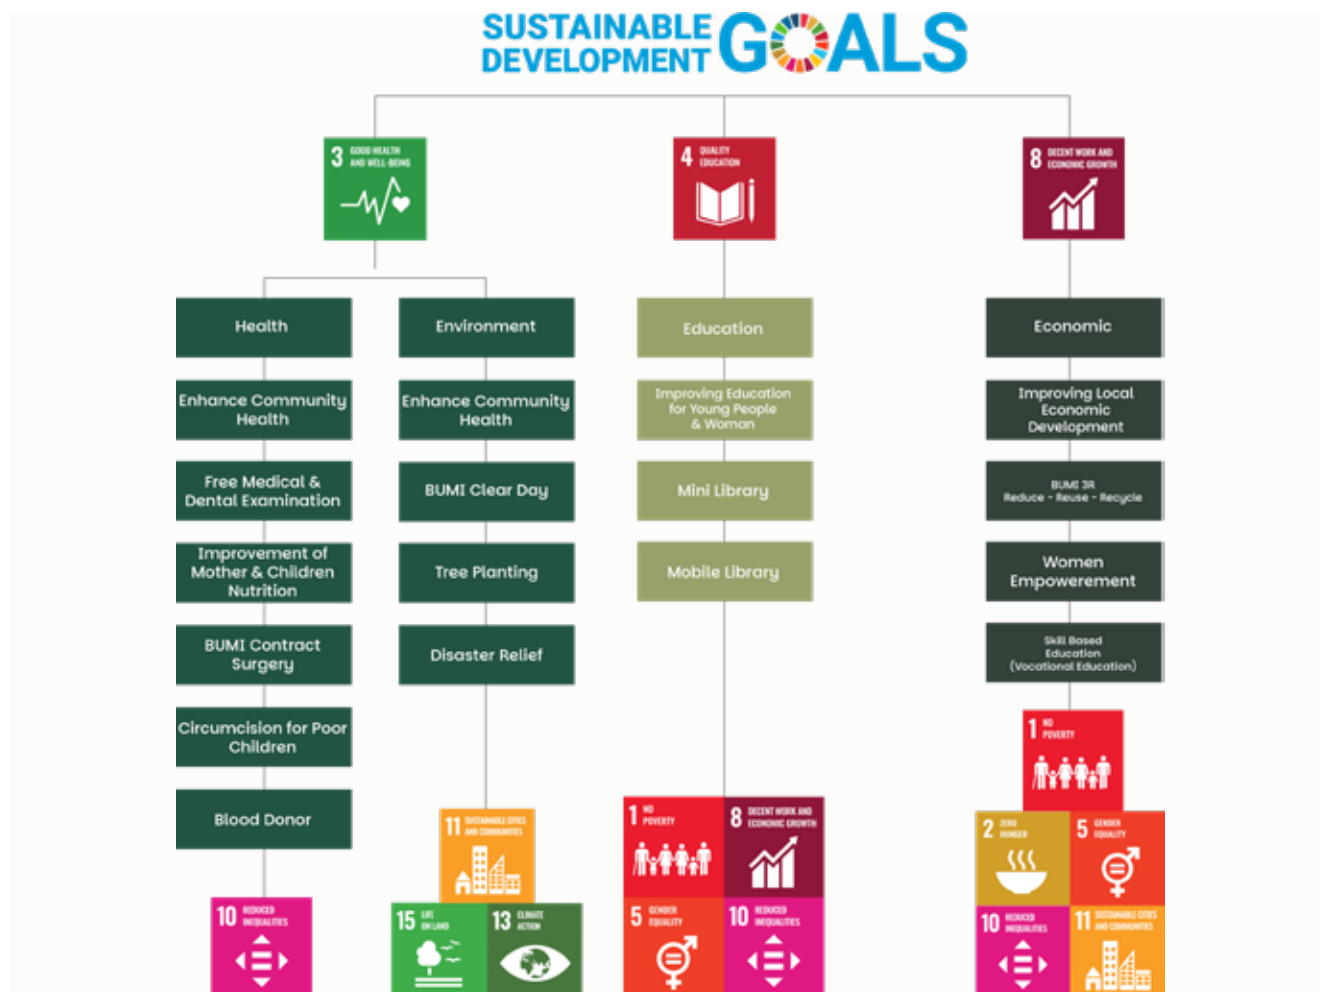 SUSTAINABLE
DEVELOPMENT
GOALS
3 GOOD HEALTH
AND WELL-BEING
4 QUALITY
EDUCATION
8 DECENT WORK AND
ECONOMIC GROWTH
Health
Enhance Community
Health
Free Medical &
Dental Examination
Improvement of
Mother & Children
Nutrition
BUMI Contract
Surgery
Circumcision for Poor
Children
Blood Donor
10 REDUCED
INEQUALITIES
Environment
Enhance Community
Health
BUMI Clear Day
Tree Planting
Disaster Relief
11 SUSTAINABLE CITIES
AND COMMUNITIES
15 LIFE
ON LAND
13 CLIMATE
ACTION
Education
Improving Education
for Young People
& Woman
Mini Library
Mobile Library
1 NO
POVERTY
8 DECENT WORK AND
ECONOMIC GROWTH
5 GENDER
EQUALITY
10 REDUCED
INEQUALITIES
Economic
Improving Local
Economic
Development
BUMI 3R
Reduce - Reuse - Recycle
Women
Empowerement
Skill Based
Education
(Vocational Education)
1 NO
POVERTY
2 ZERO
HUNGER
5 GENDER
EQUALITY
10 REDUCED
INEQUALITIES
11 SUSTAINABLE CITIES
AND COMMUNITIES